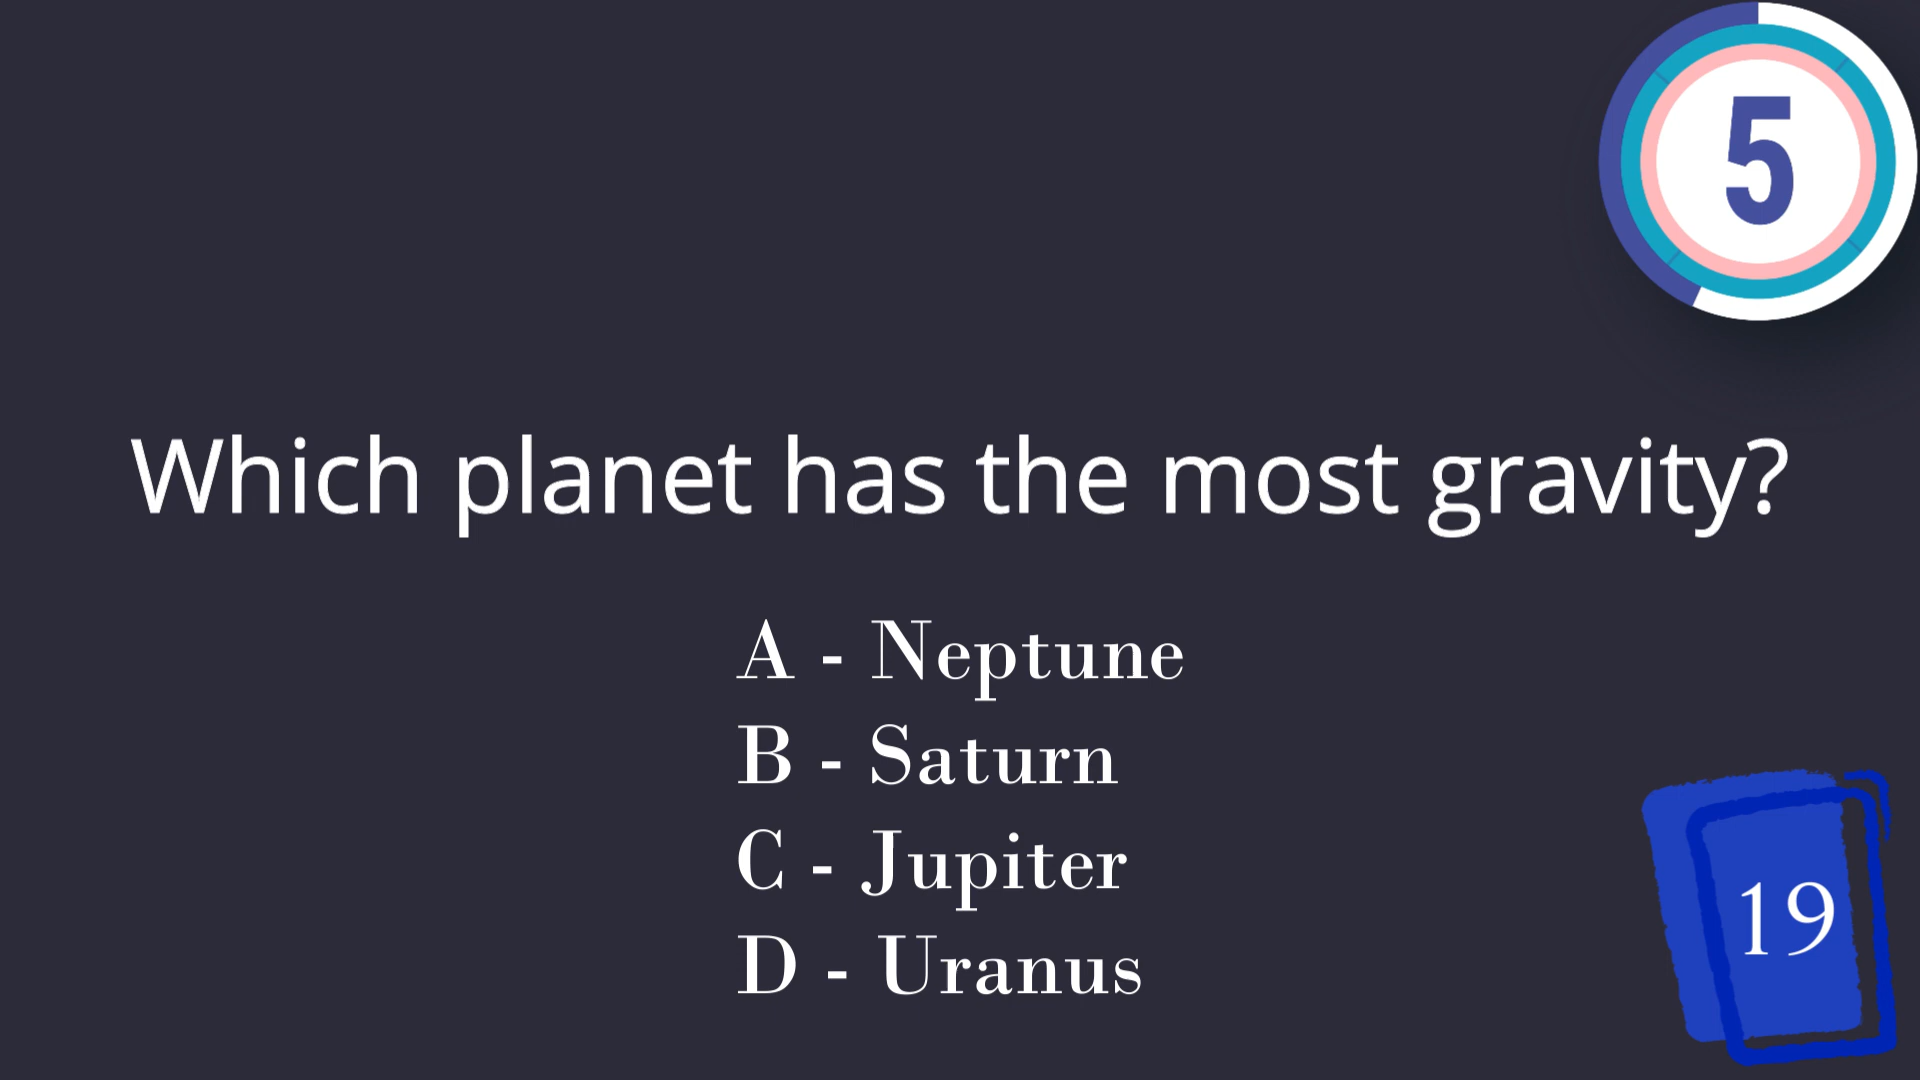 5
Which planet has the most gravity?
A - Neptune
B - Saturn
C - Jupiter
D - Uranus
19